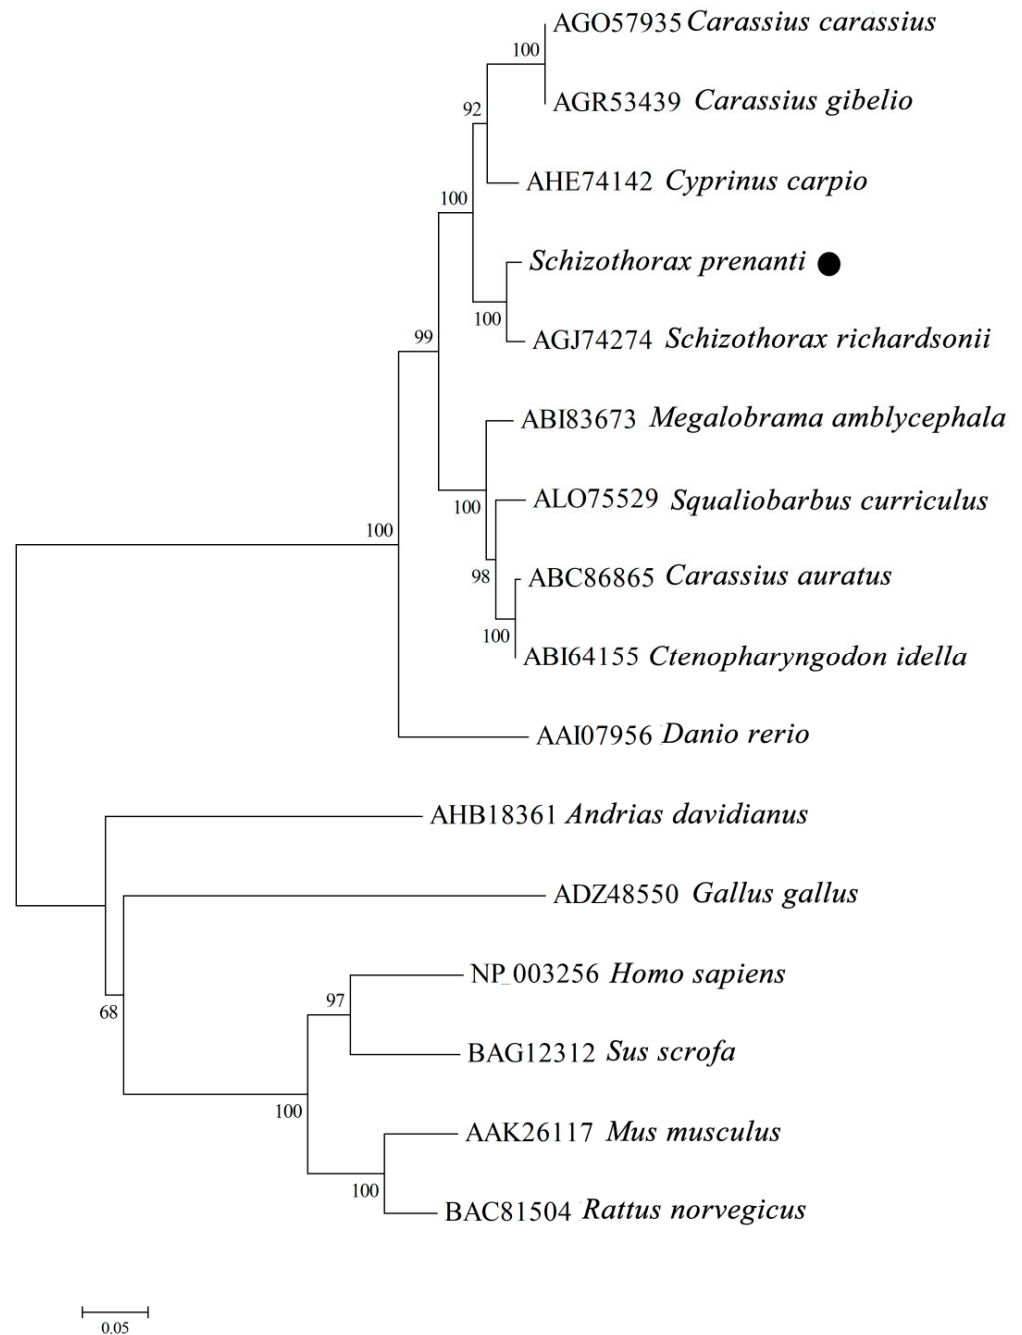 AGO57935 Carassius carassius
100
AGR53439 Carassius gibelio
92
AHE74142 Cyprinus carpio
100
Schizothorax prenanti
100
AGJ74274 Schizothorax richardsonii
99
ABI83673 Megalobrama amblycephala
100
ALO75529 Squaliobarbus curriculus
100
98
ABC86865 Carassius auratus
100
ABI64155 Ctenopharyngodon idella
AAI07956 Danio rerio
AHB18361 Andrias davidianus
ADZ48550 Gallus gallus
NP_003256 Homo sapiens
97
68
BAG12312 Sus scrofa
100
AAK26117 Mus musculus
100
BAC81504 Rattus norvegicus
0.05